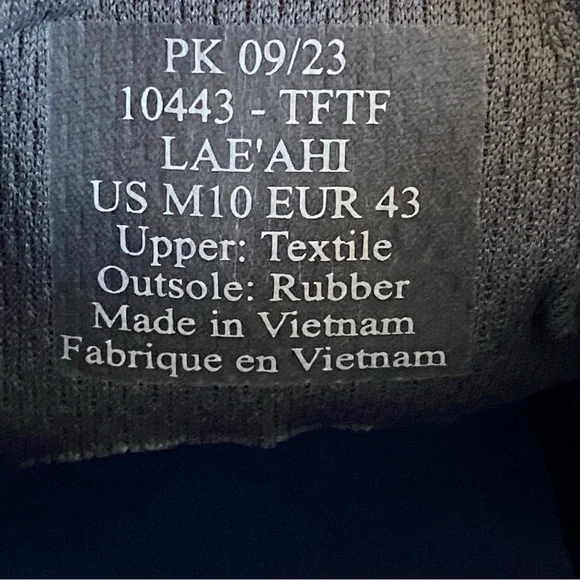 PK 09/23
10443 - TFTF
LAE'AHI
US M10 EUR 43
Upper: Textile
Outsole: Rubber
Made in Vietnam
Fabrique en Vietnam